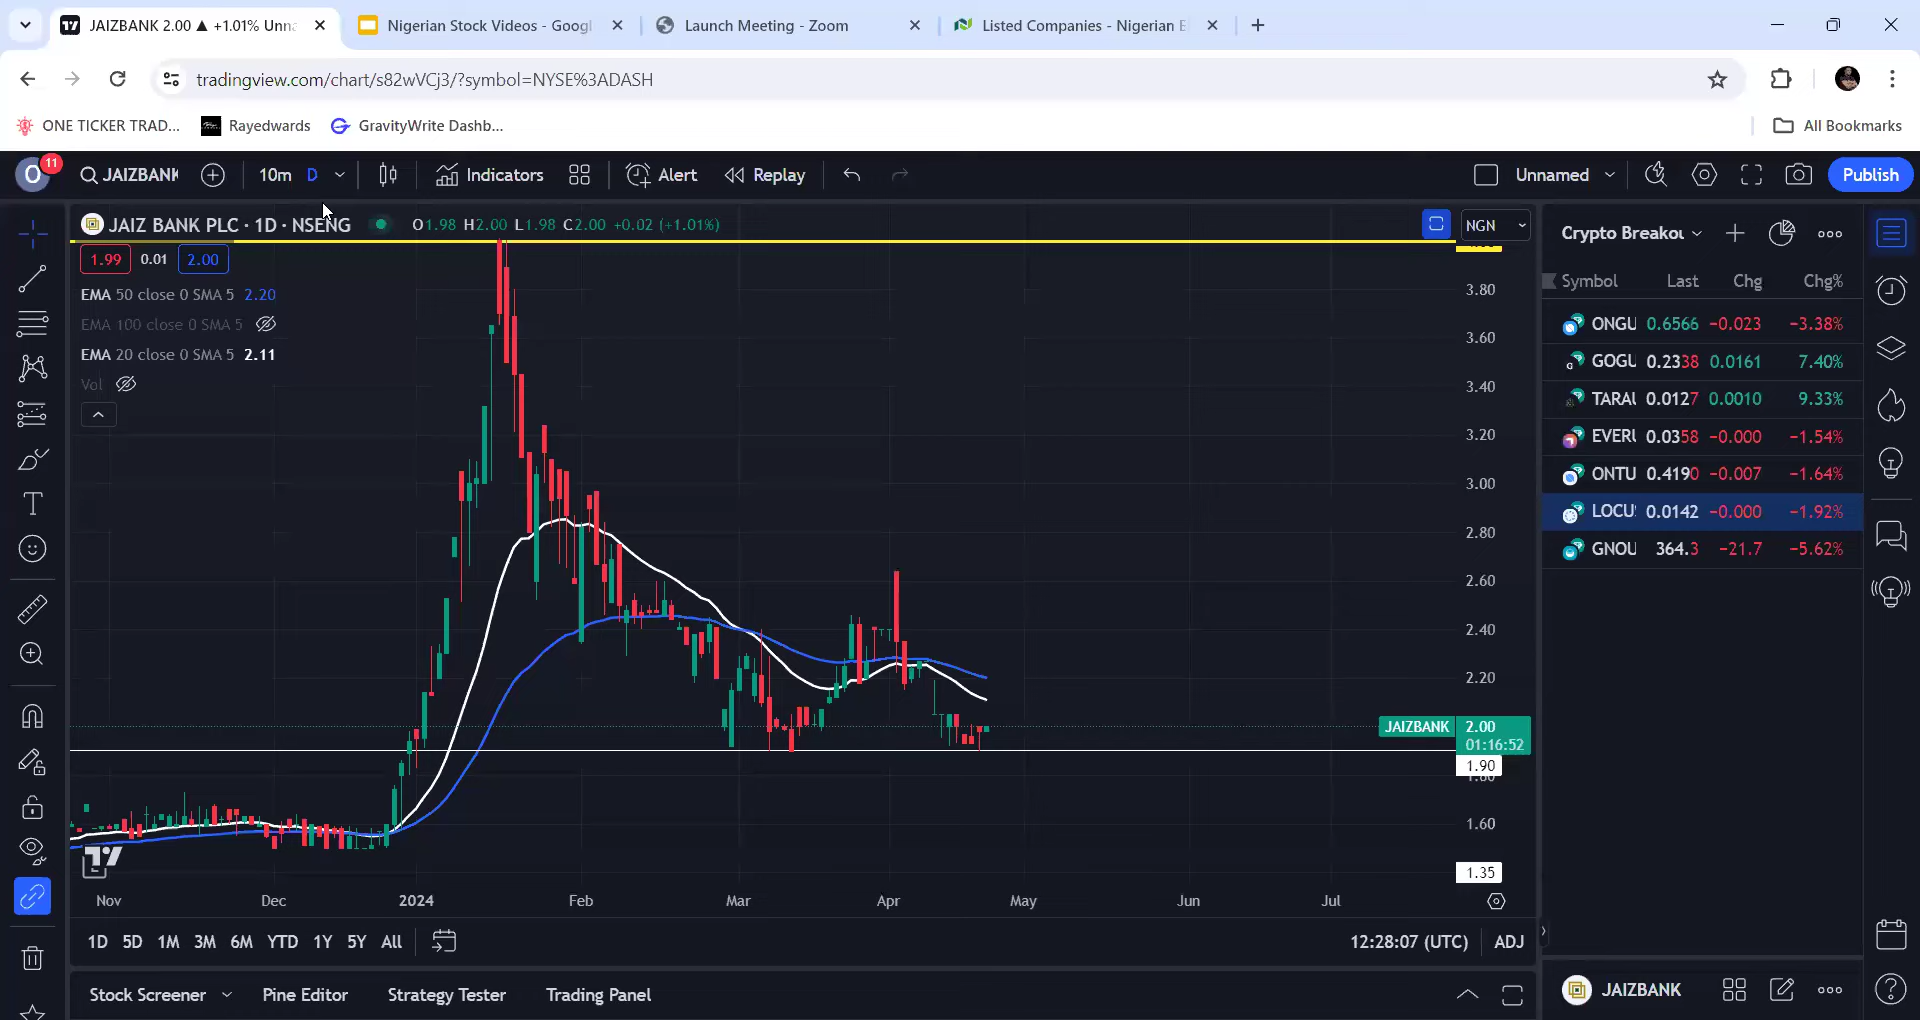 JAIZBANK 2.00 ▲ +1.01% Unna
Nigerian Stock Videos - Googl
Launch Meeting - Zoom
Listed Companies - Nigerian E
tradingview.com/chart/s82wVCj3/?symbol=NYSE%3ADASH
ONE TICKER TRAD...
Rayedwards
GravityWrite Dashb...
All Bookmarks
O 11
JAIZBANK
10m D
Indicators
Alert
Replay
Unnamed
Publish
JAIZ BANK PLC · 1D · NSENG
O1.98 H2.00 L1.98 C2.00 +0.02 (+1.01%)
NGN
1.99 0.01 2.00
EMA 50 close 0 SMA 5 2.20
EMA 100 close 0 SMA 5
EMA 20 close 0 SMA 5 2.11
Vol
3.80
3.60
3.40
3.20
3.00
2.80
2.60
2.40
2.20
JAIZBANK 2.00
01:16:52
1.90
1.60
1.35
Nov Dec 2024 Feb Mar Apr May Jun Jul
1D 5D 1M 3M 6M YTD 1Y 5Y All
12:28:07 (UTC) ADJ
Stock Screener Pine Editor Strategy Tester Trading Panel
Crypto Breakou
Symbol Last Chg Chg%
ONGU 0.6566 −0.023 −3.38%
GOGU 0.2338 0.0161 7.40%
TARAU 0.0127 0.0010 9.33%
EVERU 0.0358 −0.000 −1.54%
ONTU 0.4190 −0.007 −1.64%
LOCUS 0.0142 −0.000 −1.92%
GNOU 364.3 −21.7 −5.62%
JAIZBANK